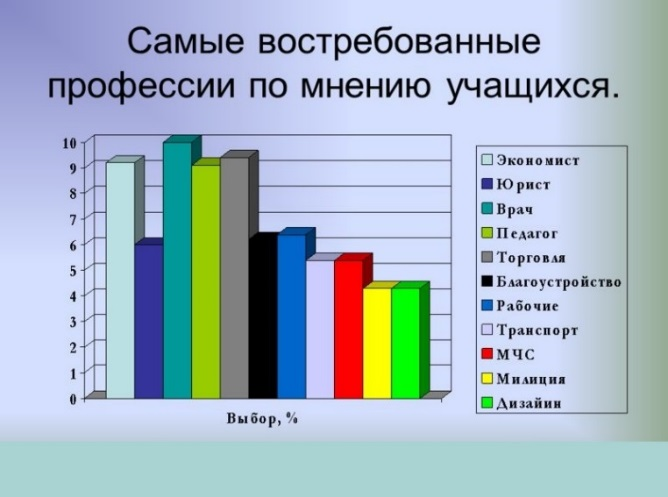 Самые востребованные
профессии по мнению учащихся.
10
9
8
7
6
5
4
3
2
1
0
Выбор, %
Экономист
Юрист
Врач
Педагог
Торговля
Благоустройство
Рабочие
Транспорт
МЧС
Милиция
Дизайин